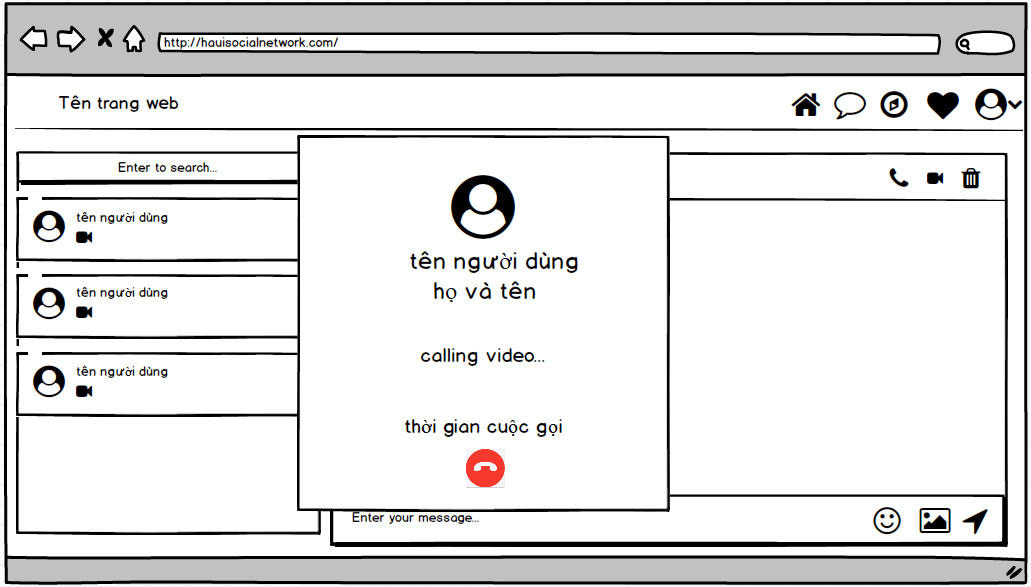 http://hauisocialnetwork.com/
Tên trang web
Enter to search...
tên người dùng
tên người dùng
tên người dùng
tên người dùng
họ và tên
calling video...
thời gian cuộc gọi
Enter your message...